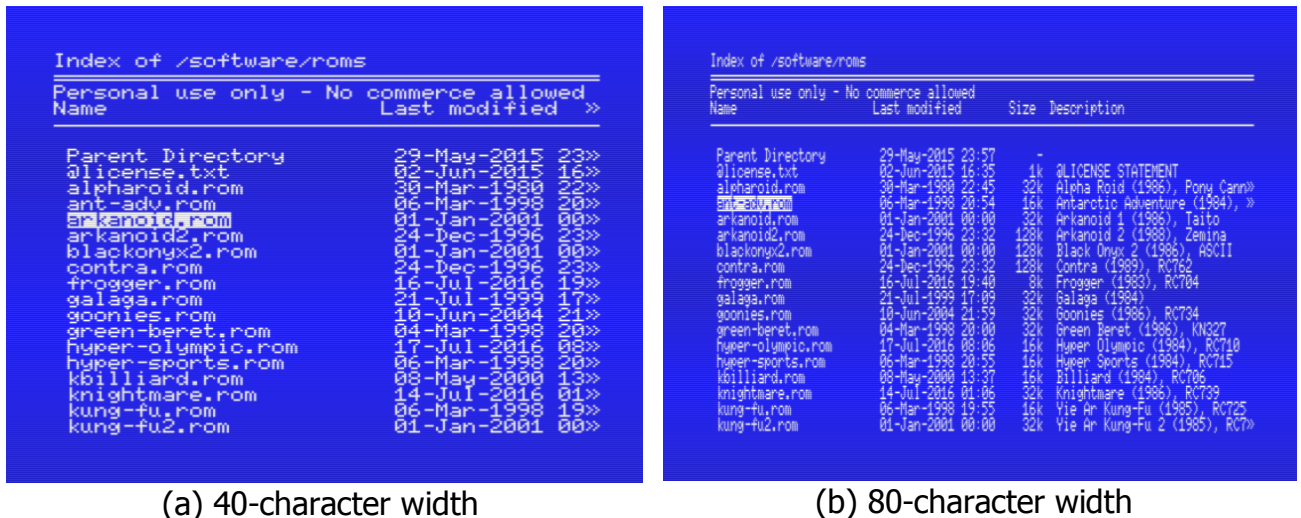 Index of /software/roms
Personal use only - No commerce allowed
Name Last modified »
Parent Directory 29-May-2015 23»
@license.txt 02-Jun-2015 16»
alpharoid.rom 30-Mar-1980 22»
ant-adv.rom 06-Mar-1998 20»
arkanoid.rom 01-Jan-2001 00»
arkanoid2.rom 24-Dec-1996 23»
blackonyx2.rom 01-Jan-2001 00»
contra.rom 24-Dec-1996 23»
frogger.rom 16-Jul-2016 19»
galaga.rom 21-Jul-1999 17»
goonies.rom 10-Jun-2004 21»
green-beret.rom 04-Mar-1998 20»
hyper-olympic.rom 17-Jul-2016 08»
hyper-sports.rom 06-Mar-1998 20»
kbilliard.rom 08-May-2000 13»
knightmare.rom 14-Jul-2016 01»
kung-fu.rom 06-Mar-1998 19»
kung-fu2.rom 01-Jan-2001 00»
(a) 40-character width
Index of /software/roms
Personal use only - No commerce allowed
Name Last modified Size Description
Parent Directory 29-May-2015 23:57 -
@license.txt 02-Jun-2015 16:35 1k @LICENSE STATEMENT
alpharoid.rom 30-Mar-1980 22:45 32k Alpha Roid (1986), Pony Cann»
ant-adv.rom 06-Mar-1998 20:54 16k Antarctic Adventure (1984), »
arkanoid.rom 01-Jan-2001 00:00 32k Arkanoid 1 (1986), Taito
arkanoid2.rom 24-Dec-1996 23:32 128k Arkanoid 2 (1988), Zemina
blackonyx2.rom 01-Jan-2001 00:00 128k Black Onyx 2 (1986), ASCII
contra.rom 24-Dec-1996 23:32 128k Contra (1989), RC762
frogger.rom 16-Jul-2016 19:40 8k Frogger (1983), RC704
galaga.rom 21-Jul-1999 17:09 32k Galaga (1984)
goonies.rom 10-Jun-2004 21:59 32k Goonies (1986), RC734
green-beret.rom 04-Mar-1998 20:00 32k Green Beret (1986), KN327
hyper-olympic.rom 17-Jul-2016 08:06 16k Hyper Olympic (1984), RC710
hyper-sports.rom 06-Mar-1998 20:55 16k Hyper Sports (1984), RC715
kbilliard.rom 08-May-2000 13:37 16k Billiard (1984), RC706
knightmare.rom 14-Jul-2016 01:06 32k Knightmare (1986), RC739
kung-fu.rom 06-Mar-1998 19:55 16k Yie Ar Kung-Fu (1985), RC725
kung-fu2.rom 01-Jan-2001 00:00 32k Yie Ar Kung-Fu 2 (1985), RC7»
(b) 80-character width